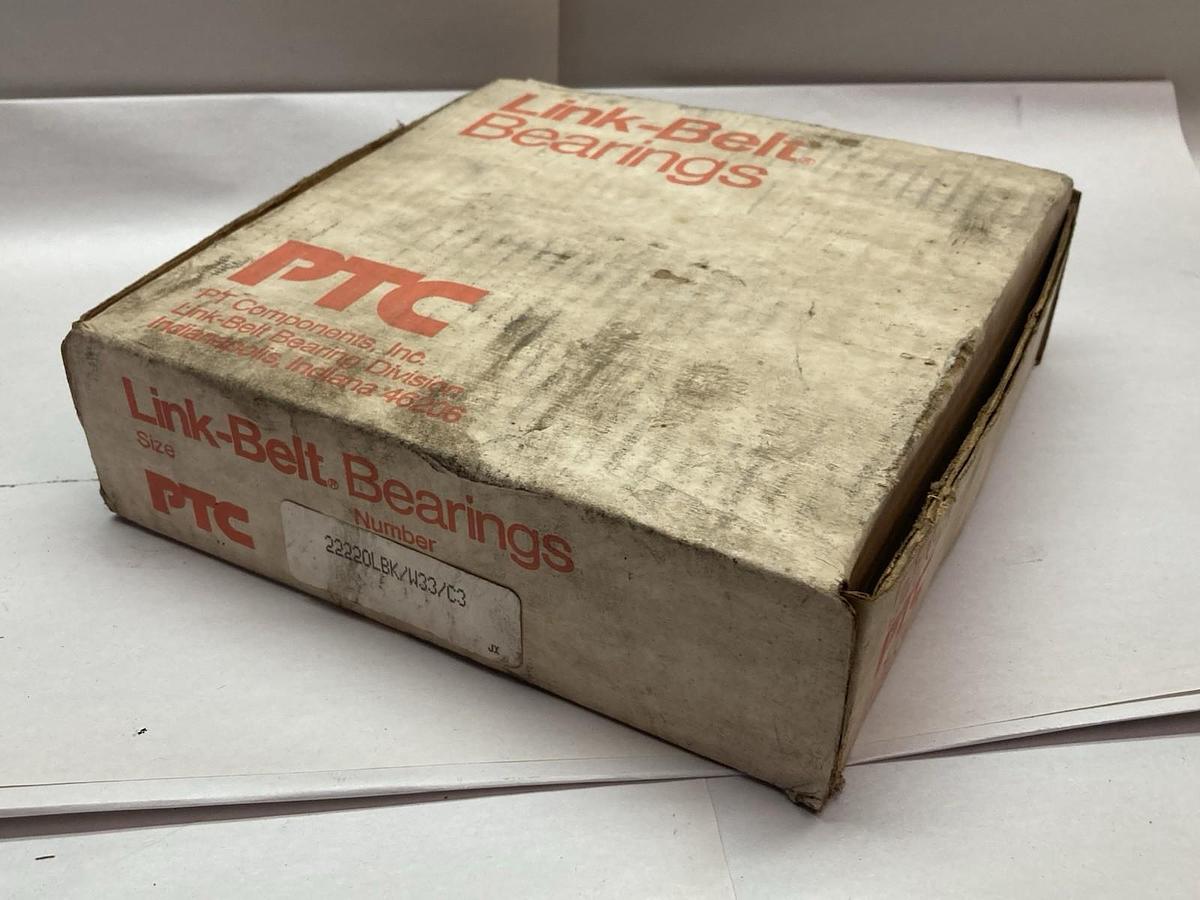 Link-Belt®
Bearings
PTC
PT Components, Inc.
Link-Belt Bearing Division
Indianapolis, Indiana 46206
Link-Belt® Bearings
Size
Number
PTC
22220LBK/W33/C3
JX